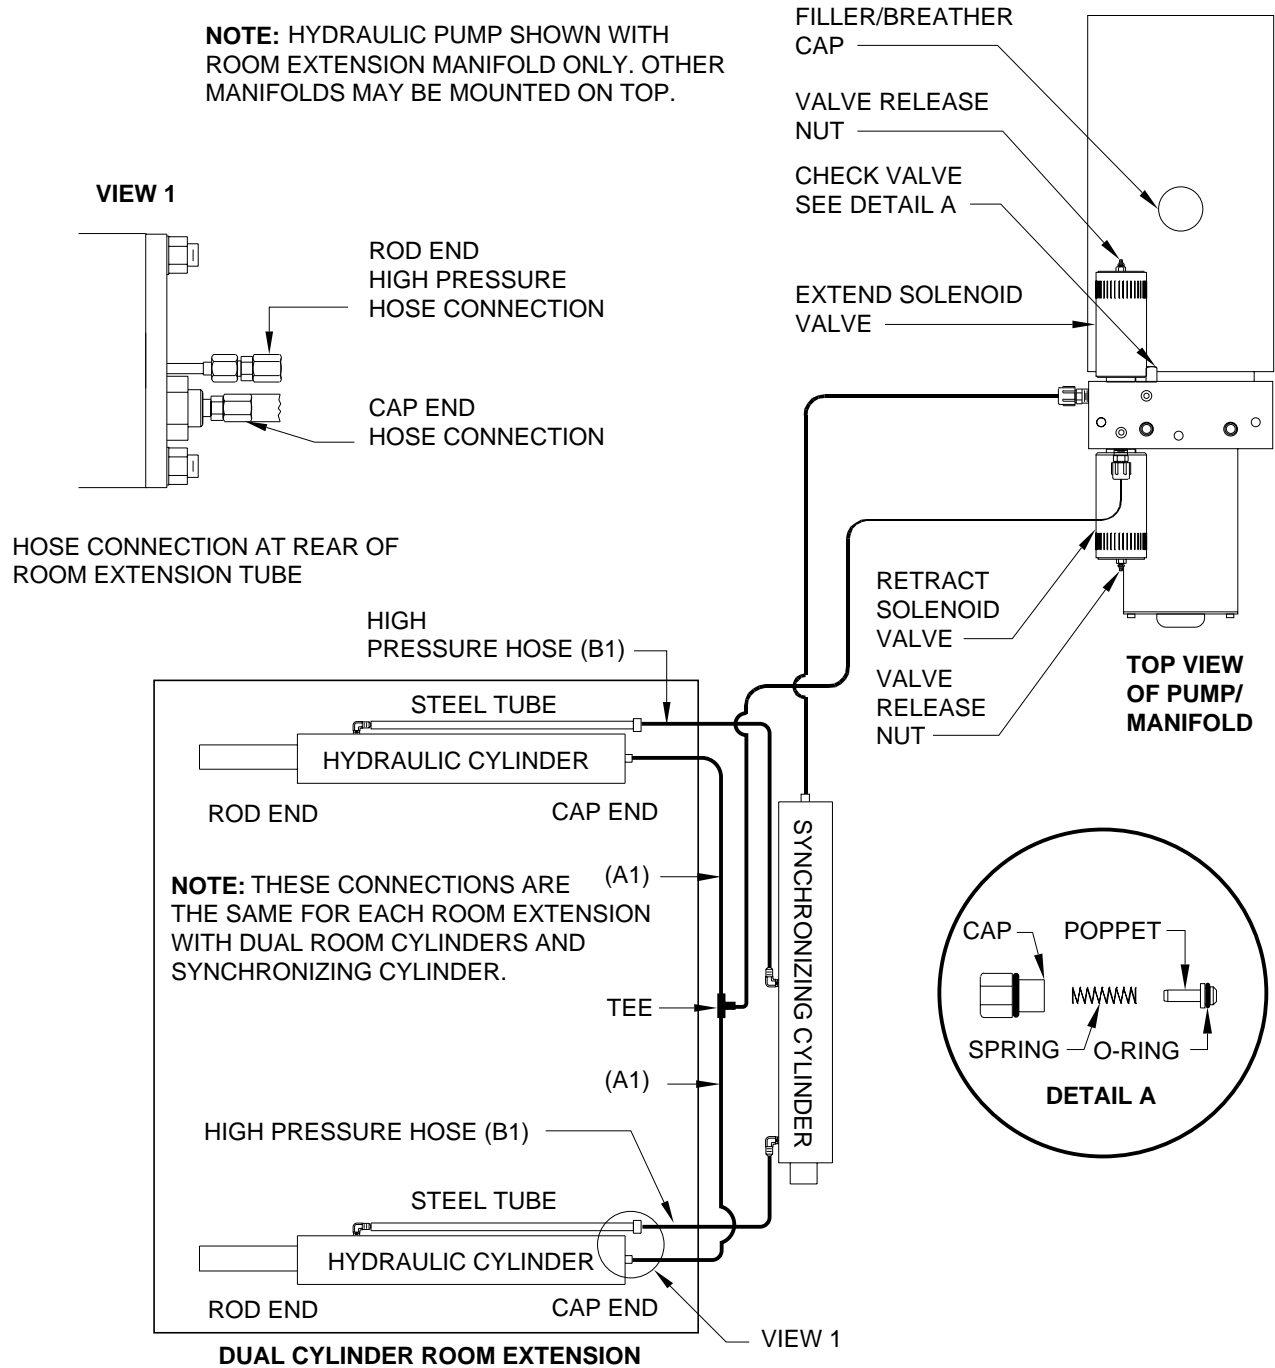 NOTE: HYDRAULIC PUMP SHOWN WITH
ROOM EXTENSION MANIFOLD ONLY. OTHER
MANIFOLDS MAY BE MOUNTED ON TOP.
FILLER/BREATHER
CAP
VALVE RELEASE
NUT
CHECK VALVE
SEE DETAIL A
EXTEND SOLENOID
VALVE
VIEW 1
ROD END
HIGH PRESSURE
HOSE CONNECTION
CAP END
HOSE CONNECTION
HOSE CONNECTION AT REAR OF
ROOM EXTENSION TUBE
RETRACT
SOLENOID
VALVE
VALVE
RELEASE
NUT
TOP VIEW
OF PUMP/
MANIFOLD
HIGH
PRESSURE HOSE (B1)
STEEL TUBE
HYDRAULIC CYLINDER
ROD END
CAP END
(A1)
NOTE: THESE CONNECTIONS ARE
THE SAME FOR EACH ROOM EXTENSION
WITH DUAL ROOM CYLINDERS AND
SYNCHRONIZING CYLINDER.
TEE
(A1)
SYNCHRONIZING CYLINDER
HIGH PRESSURE HOSE (B1)
STEEL TUBE
HYDRAULIC CYLINDER
ROD END
CAP END
VIEW 1
DUAL CYLINDER ROOM EXTENSION
CAP
POPPET
SPRING
O-RING
DETAIL A